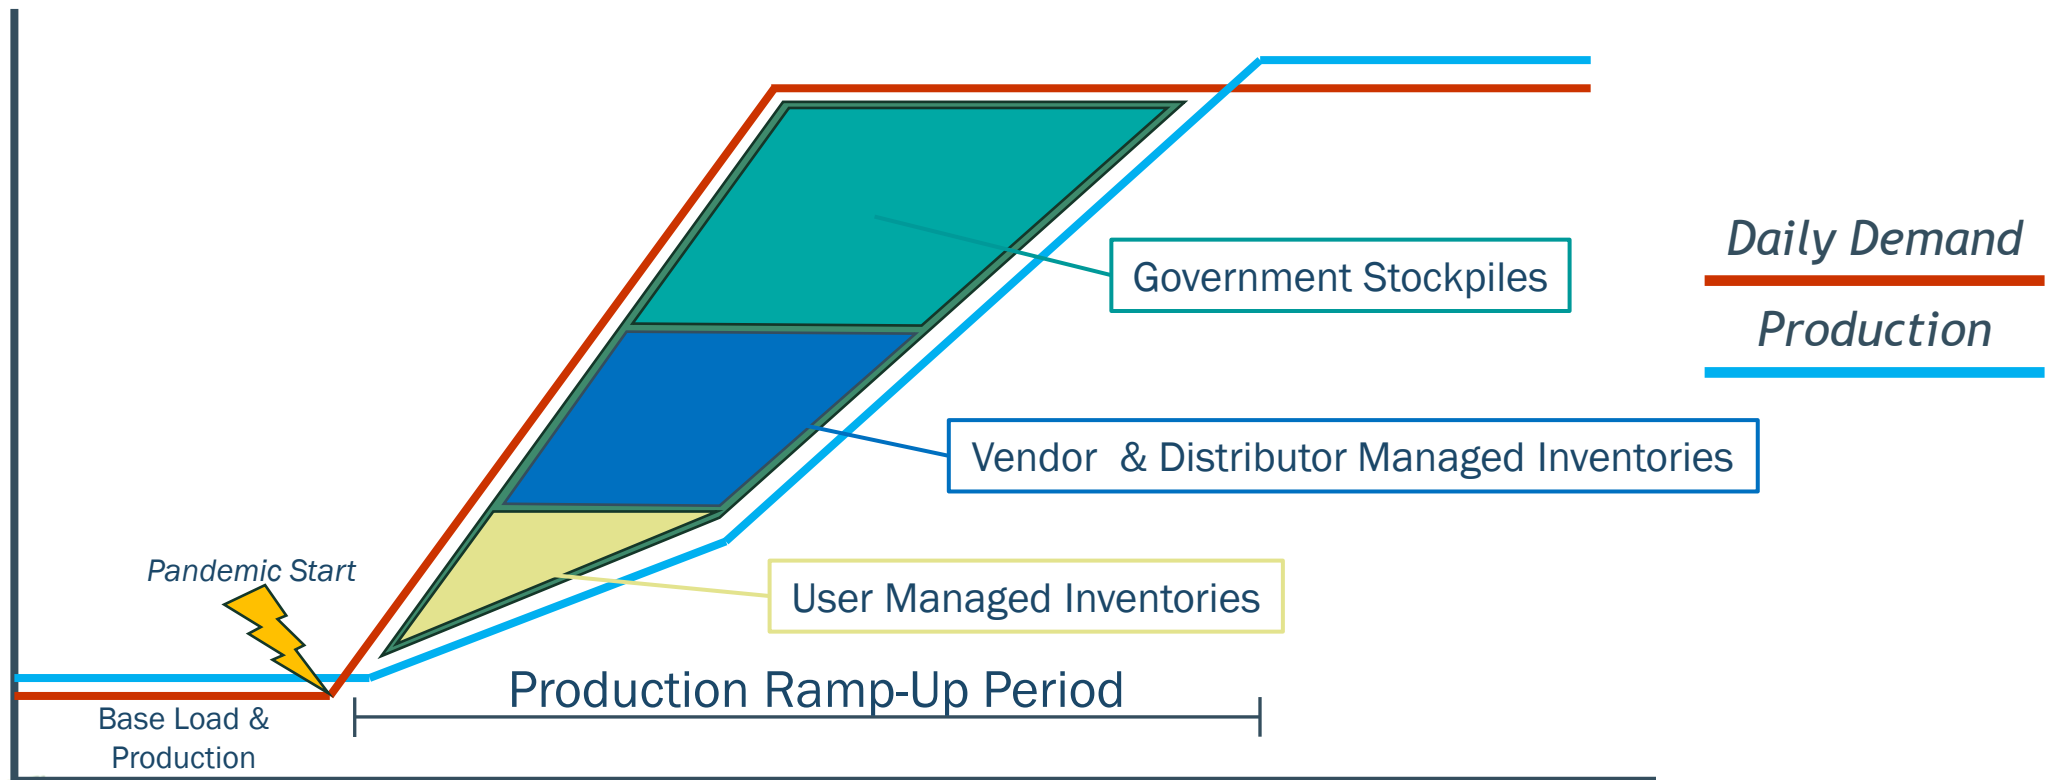 Daily Demand
Government Stockpiles
Production
Vendor & Distributor Managed Inventories
Pandemic Start
User Managed Inventories
Production Ramp-Up Period
Base Load &
Production